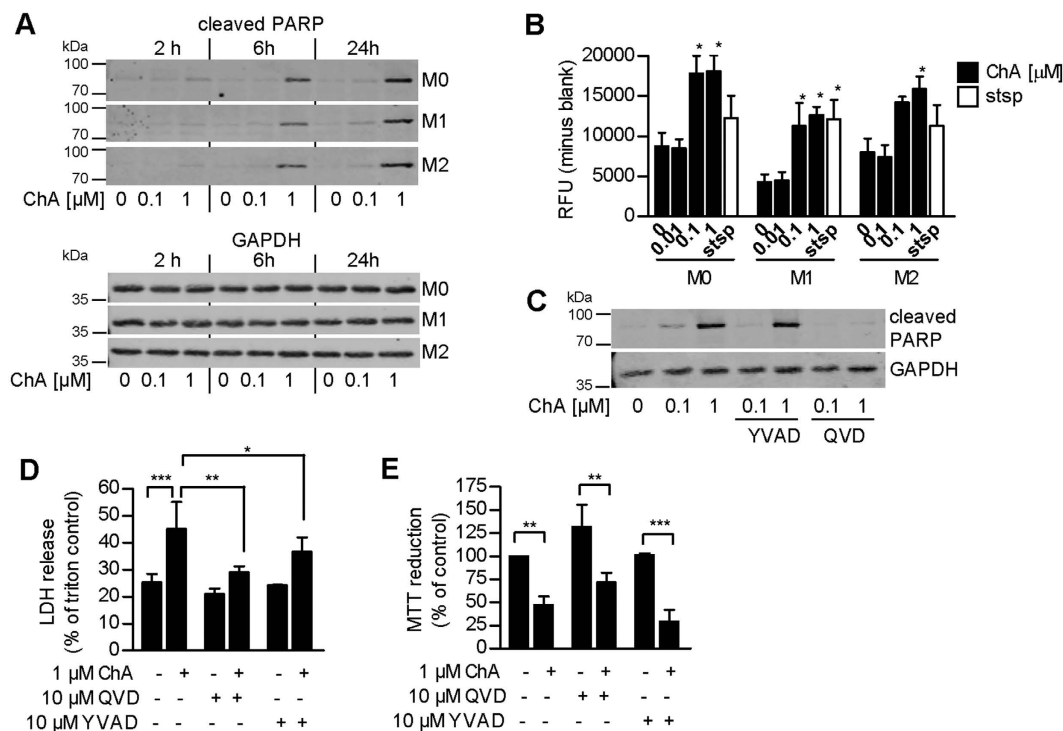 A
cleaved PARP
kDa
2 h 6h 24h
100
70
M0
100
70
M1
100
70
M2
ChA [µM] 0 0.1 1 0 0.1 1 0 0.1 1
GAPDH
kDa
2 h 6h 24h
35
M0
35
M1
35
M2
ChA [µM] 0 0.1 1 0 0.1 1 0 0.1 1
B
RFU (minus blank)
20000
15000
10000
5000
0
* * * * * *
ChA [µM]
stsp
0 0.01 0.1 1 stsp 0 0.01 0.1 1 stsp 0 0.1 0.1 1 stsp
M0 M1 M2
C
kDa
100
70
cleaved
PARP
35
GAPDH
ChA [µM] 0 0.1 1 0.1 1 0.1 1
YVAD QVD
D
LDH release
(% of triton control)
60
50
40
30
20
10
0
*** ** *
- + - + - + 1 µM ChA
- - + + - - 10 µM QVD
- - - - + + 10 µM YVAD
E
MTT reduction
(% of control)
175
150
125
100
75
50
25
0
** ** ***
1 µM ChA - + - + - +
10 µM QVD - - + + - -
10 µM YVAD - - - - + +